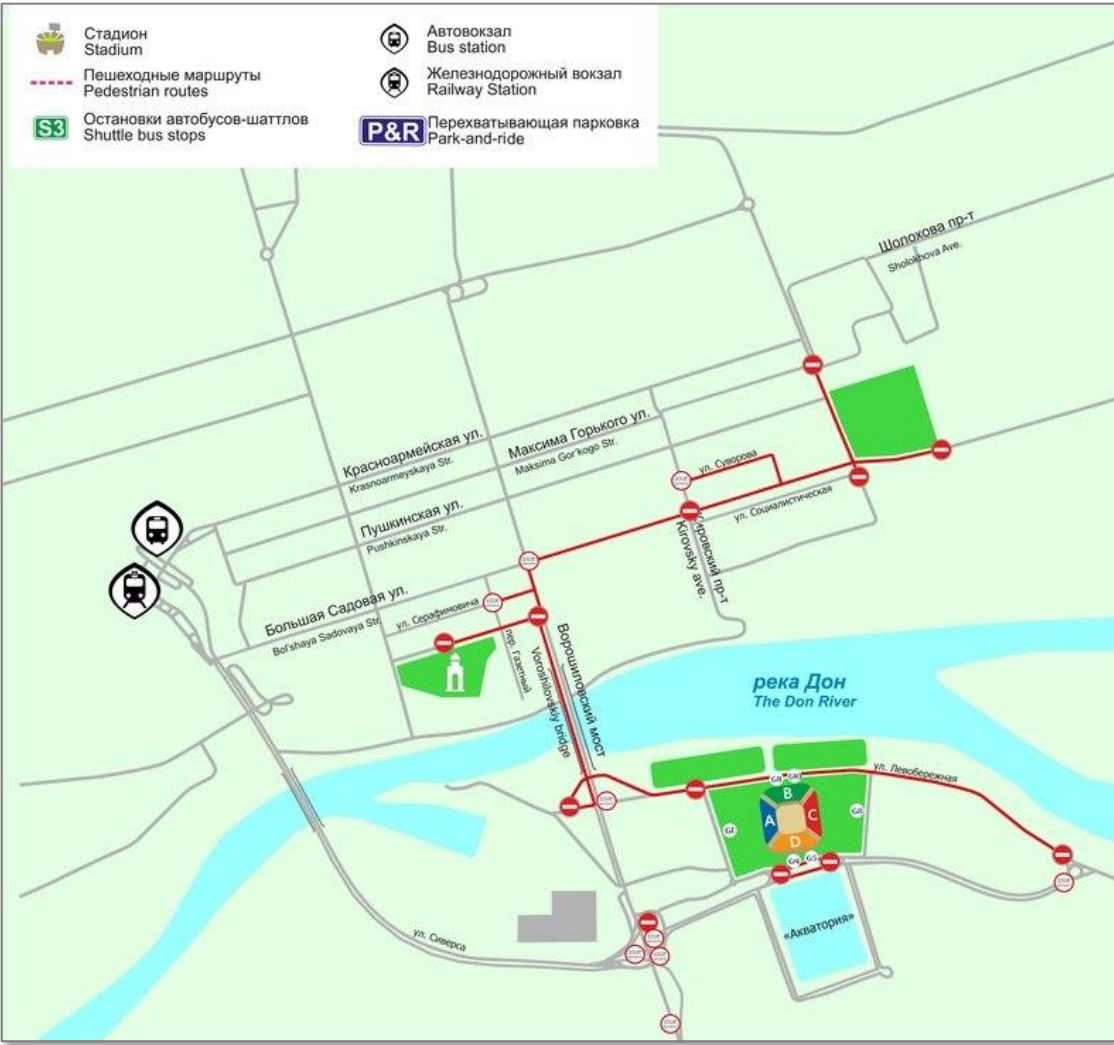 Стадион
Stadium
Пешеходные маршруты
Pedestrian routes
S3
Остановки автобусов-шаттлов
Shuttle bus stops
Автовокзал
Bus station
Железнодорожный вокзал
Railway Station
P&R
Перехватывающая парковка
Park-and-ride
Шолохова пр-т
Sholokhova Ave.
Красноармейская ул.
Krasnoarmeyskaya Str.
Максима Горького ул.
Maksima Gor'kogo Str.
ул. Суворова
ул. Социалистическая
Пушкинская ул.
Pushkinskaya Str.
Кировский пр-т
Kirovsky ave.
Большая Садовая ул.
Bol'shaya Sadovaya Str.
ул. Серафимовича
пер. Газетный
Ворошиловский мост
Voroshilovskiy bridge
река Дон
The Don River
ул. Левобережная
B
A
C
D
G4
G5
«Акватория»
ул. Сиверса